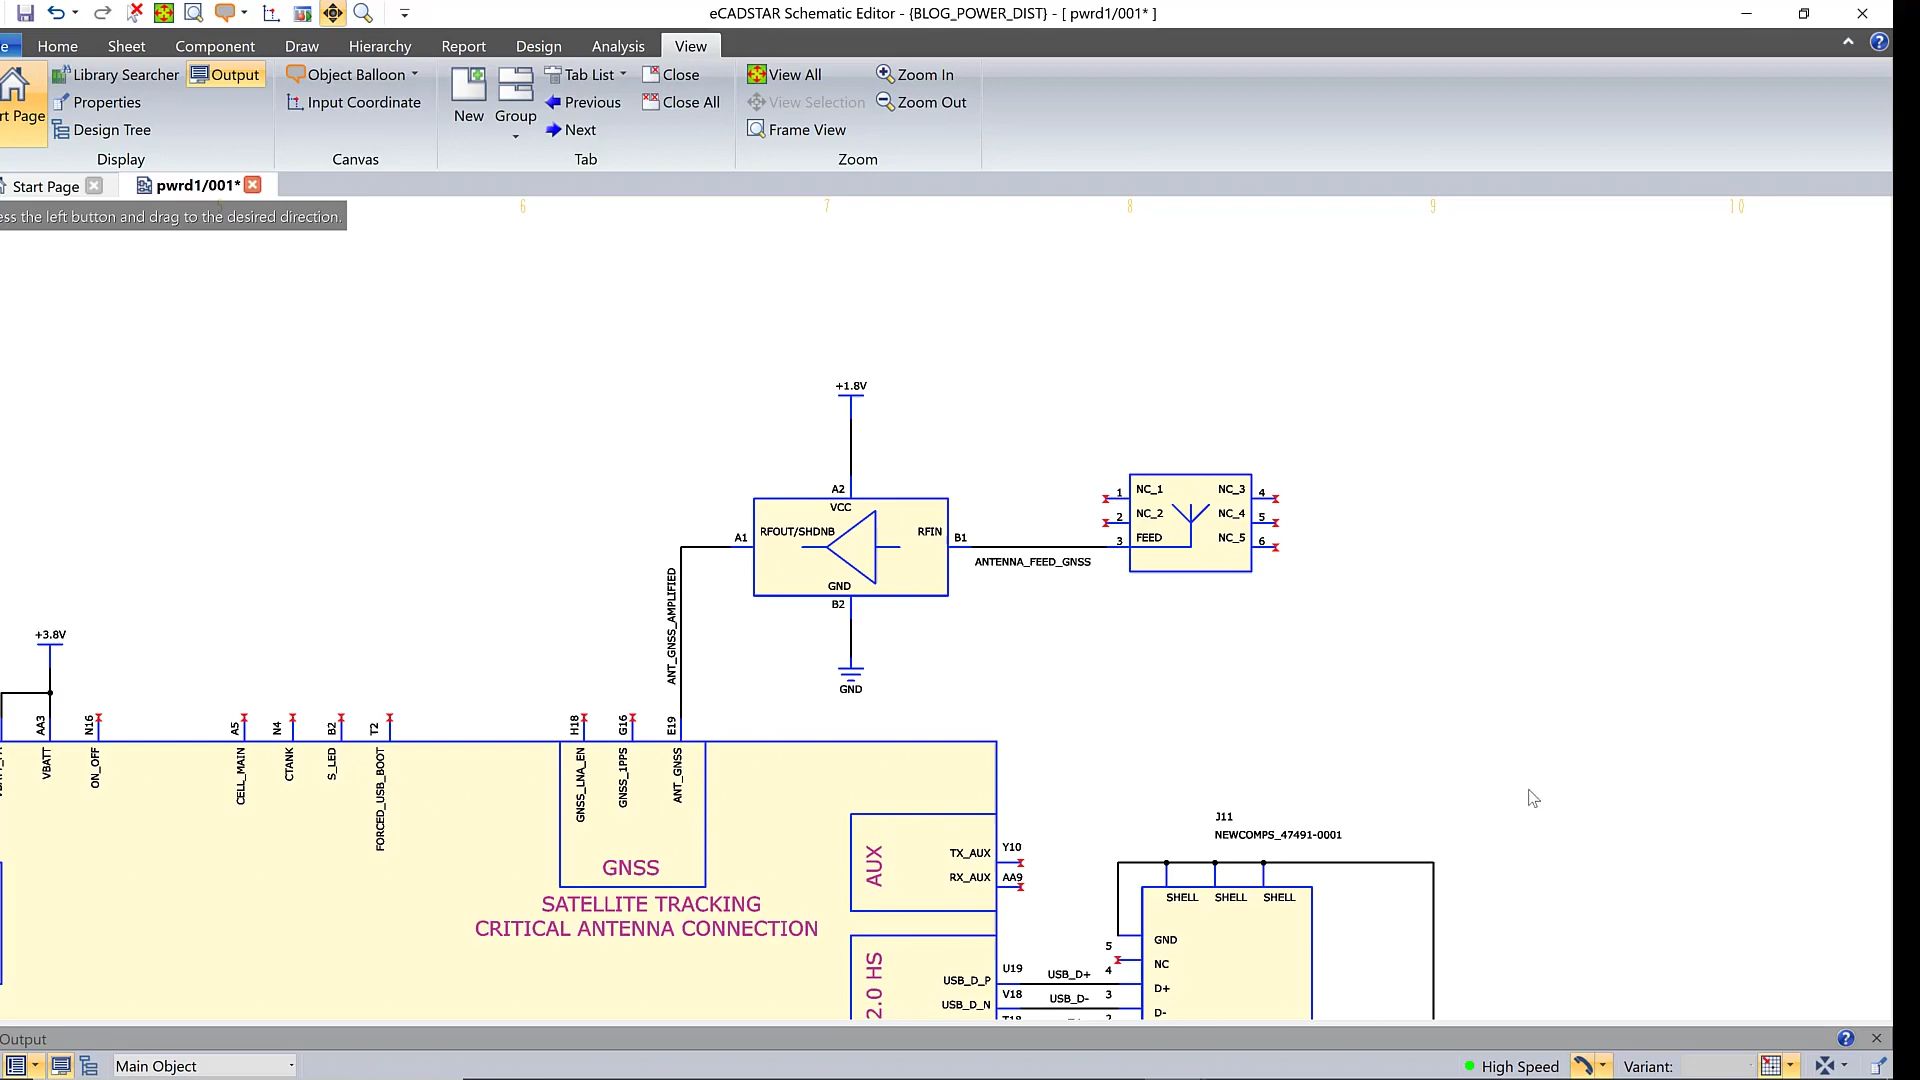 eCADSTAR Schematic Editor - {BLOG_POWER_DIST} - [ pwrd1/001* ]
e Home Sheet Component Draw Hierarchy Report Design Analysis View
Library Searcher Output Object Balloon Tab List Close View All Zoom In
rt Page Properties Input Coordinate New Group Previous Close All View Selection Zoom Out
Design Tree Next Frame View
Display Canvas Tab Zoom
Start Page pwrd1/001*
ess the left button and drag to the desired direction.
5 6 7 8 9 10
+1.8V
A2
VCC
RFOUT/SHDNB RFIN
A1 B1
GND
B2
GND
ANTENNA_FEED_GNSS
1 NC_1 NC_3 4
2 NC_2 NC_4 5
3 FEED NC_5 6
ANT_GNSS_AMPLIFIED
+3.8V
AA3 N16 A5 N4 B2 T2 H18 G16 E19
VBATT ON_OFF CELL_MAIN CTANK S_LED FORCED_USB_BOOT GNSS_LNA_EN GNSS_1PPS ANT_GNSS
GNSS
SATELLITE TRACKING
CRITICAL ANTENNA CONNECTION
AUX
TX_AUX Y10
RX_AUX AA9
2.0 HS
USB_D_P U19 USB_D+
USB_D_N V18 USB_D-
T18
J11
NEWCOMPS_47491-0001
SHELL SHELL SHELL
5 GND
4 NC
3 D+
2 D-
Output
Main Object High Speed Variant: